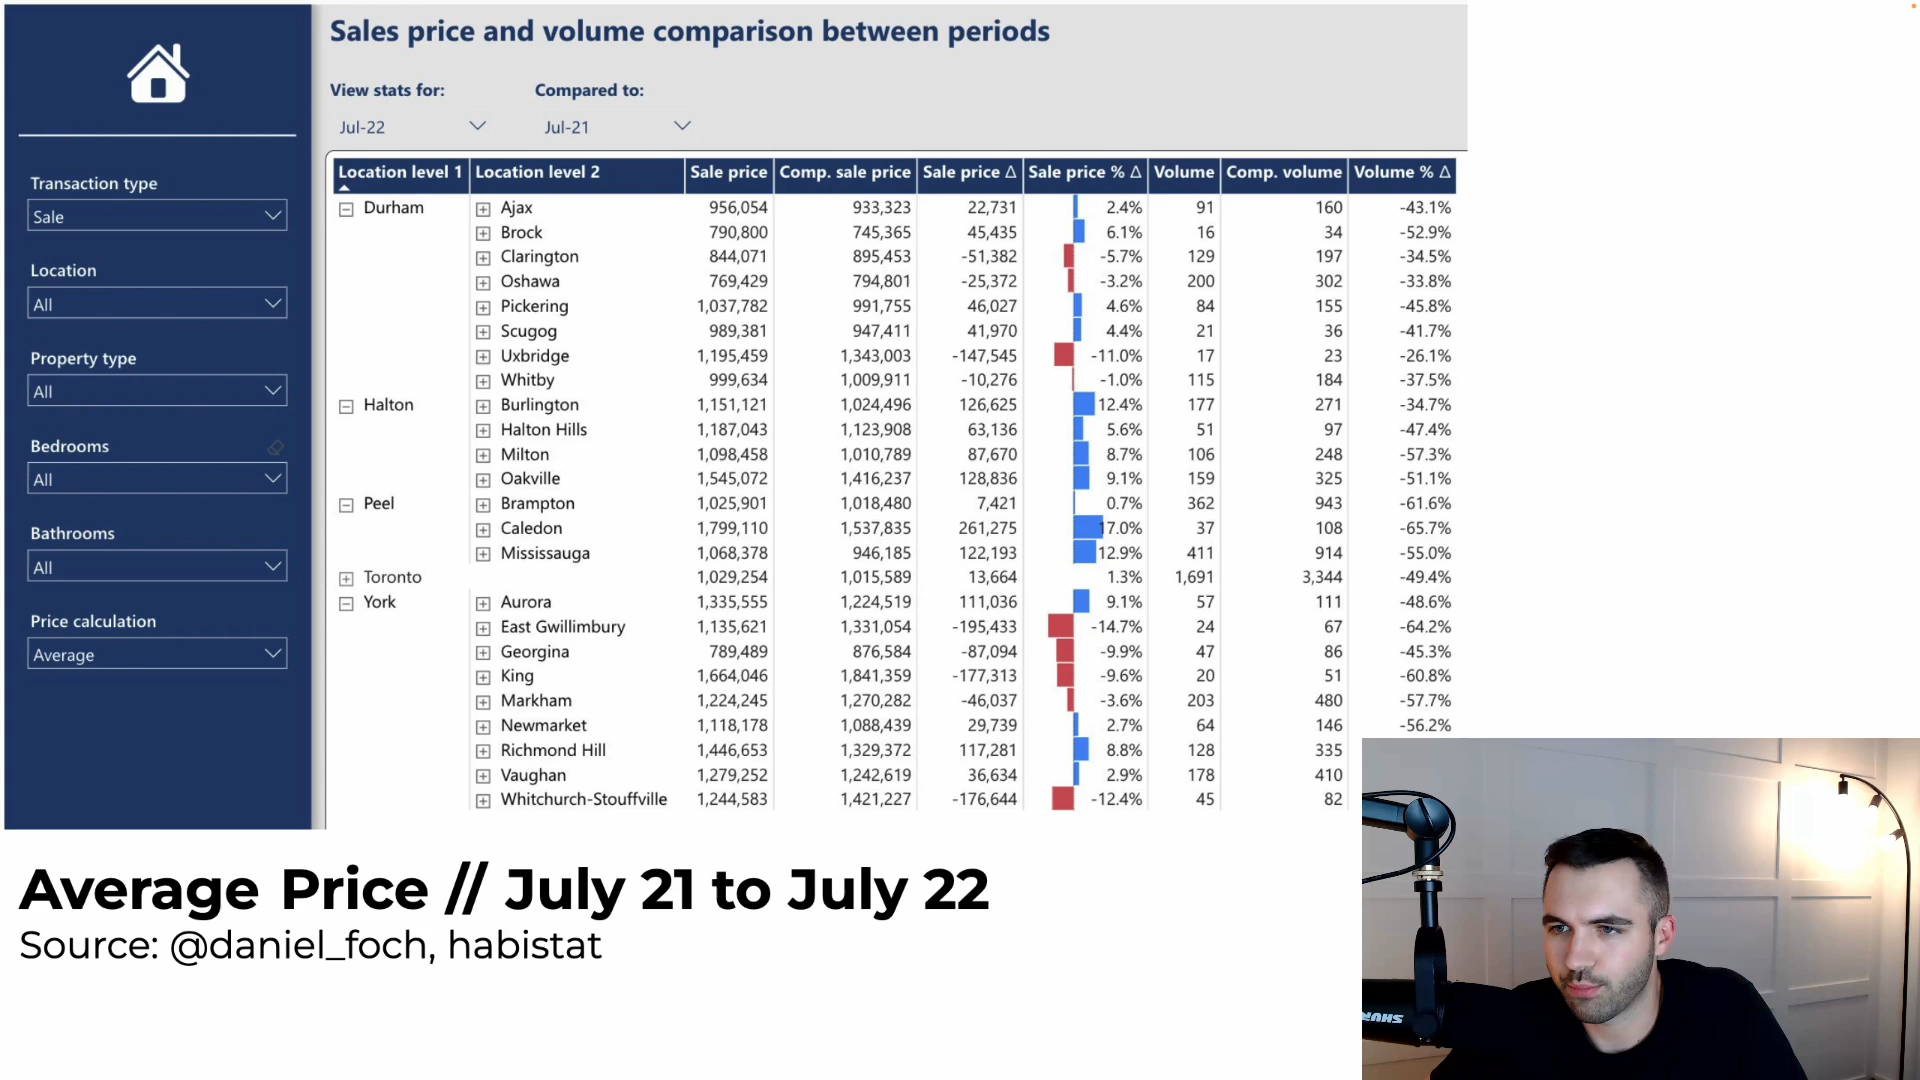 Sales price and volume comparison between periods
View stats for: Compared to:
Jul-22 Jul-21
Transaction type
Sale
Location
All
Property type
All
Bedrooms
All
Bathrooms
All
Price calculation
Average
Location level 1 Location level 2 Sale price Comp. sale price Sale price Δ Sale price % Δ Volume Comp. volume Volume % Δ
Durham Ajax 956,054 933,323 22,731 2.4% 91 160 -43.1%
Brock 790,800 745,365 45,435 6.1% 16 34 -52.9%
Clarington 844,071 895,453 -51,382 -5.7% 129 197 -34.5%
Oshawa 769,429 794,801 -25,372 -3.2% 200 302 -33.8%
Pickering 1,037,782 991,755 46,027 4.6% 84 155 -45.8%
Scugog 989,381 947,411 41,970 4.4% 21 36 -41.7%
Uxbridge 1,195,459 1,343,003 -147,545 -11.0% 17 23 -26.1%
Whitby 999,634 1,009,911 -10,276 -1.0% 115 184 -37.5%
Halton Burlington 1,151,121 1,024,496 126,625 12.4% 177 271 -34.7%
Halton Hills 1,187,043 1,123,908 63,136 5.6% 51 97 -47.4%
Milton 1,098,458 1,010,789 87,670 8.7% 106 248 -57.3%
Oakville 1,545,072 1,416,237 128,836 9.1% 159 325 -51.1%
Peel Brampton 1,025,901 1,018,480 7,421 0.7% 362 943 -61.6%
Caledon 1,799,110 1,537,835 261,275 17.0% 37 108 -65.7%
Mississauga 1,068,378 946,185 122,193 12.9% 411 914 -55.0%
Toronto 1,029,254 1,015,589 13,664 1.3% 1,691 3,344 -49.4%
York Aurora 1,335,555 1,224,519 111,036 9.1% 57 111 -48.6%
East Gwillimbury 1,135,621 1,331,054 -195,433 -14.7% 24 67 -64.2%
Georgina 789,489 876,584 -87,094 -9.9% 47 86 -45.3%
King 1,664,046 1,841,359 -177,313 -9.6% 20 51 -60.8%
Markham 1,224,245 1,270,282 -46,037 -3.6% 203 480 -57.7%
Newmarket 1,118,178 1,088,439 29,739 2.7% 64 146 -56.2%
Richmond Hill 1,446,653 1,329,372 117,281 8.8% 128 335
Vaughan 1,279,252 1,242,619 36,634 2.9% 178 410
Whitchurch-Stouffville 1,244,583 1,421,227 -176,644 -12.4% 45 82
Average Price // July 21 to July 22
Source: @daniel_foch, habistat
SHURE